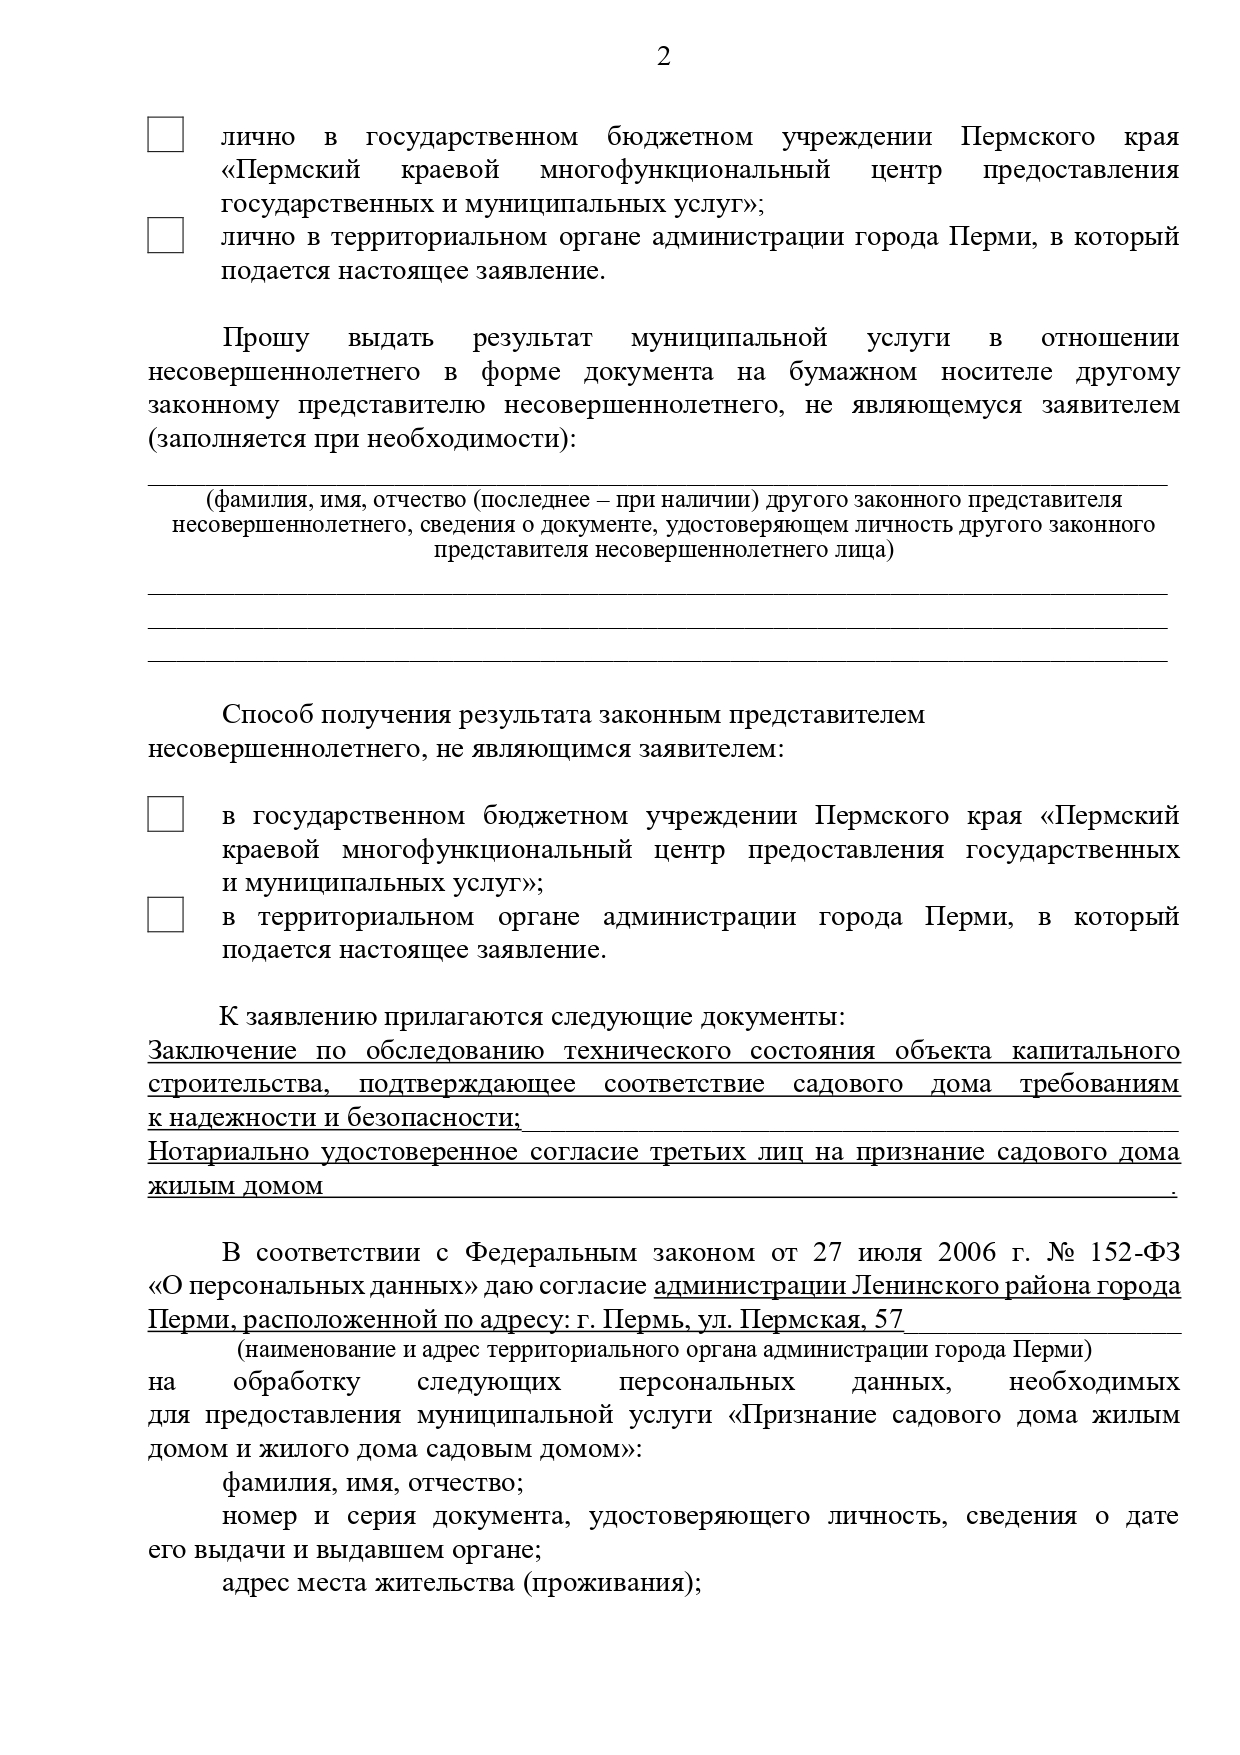 2
лично в государственном бюджетном учреждении Пермского края
«Пермский краевой многофункциональный центр предоставления
государственных и муниципальных услуг»;
лично в территориальном органе администрации города Перми, в который
подается настоящее заявление.
Прошу выдать результат муниципальной услуги в отношении
несовершеннолетнего в форме документа на бумажном носителе другому
законному представителю несовершеннолетнего, не являющемуся заявителем
(заполняется при необходимости):
(фамилия, имя, отчество (последнее – при наличии) другого законного представителя
несовершеннолетнего, сведения о документе, удостоверяющем личность другого законного
представителя несовершеннолетнего лица)
Способ получения результата законным представителем
несовершеннолетнего, не являющимся заявителем:
в государственном бюджетном учреждении Пермского края «Пермский
краевой многофункциональный центр предоставления государственных
и муниципальных услуг»;
в территориальном органе администрации города Перми, в который
подается настоящее заявление.
К заявлению прилагаются следующие документы:
Заключение по обследованию технического состояния объекта капитального
строительства, подтверждающее соответствие садового дома требованиям
к надежности и безопасности;
Нотариально удостоверенное согласие третьих лиц на признание садового дома
жилым домом .
В соответствии с Федеральным законом от 27 июля 2006 г. № 152-ФЗ
«О персональных данных» даю согласие администрации Ленинского района города
Перми, расположенной по адресу: г. Пермь, ул. Пермская, 57
(наименование и адрес территориального органа администрации города Перми)
на обработку следующих персональных данных, необходимых
для предоставления муниципальной услуги «Признание садового дома жилым
домом и жилого дома садовым домом»:
фамилия, имя, отчество;
номер и серия документа, удостоверяющего личность, сведения о дате
его выдачи и выдавшем органе;
адрес места жительства (проживания);